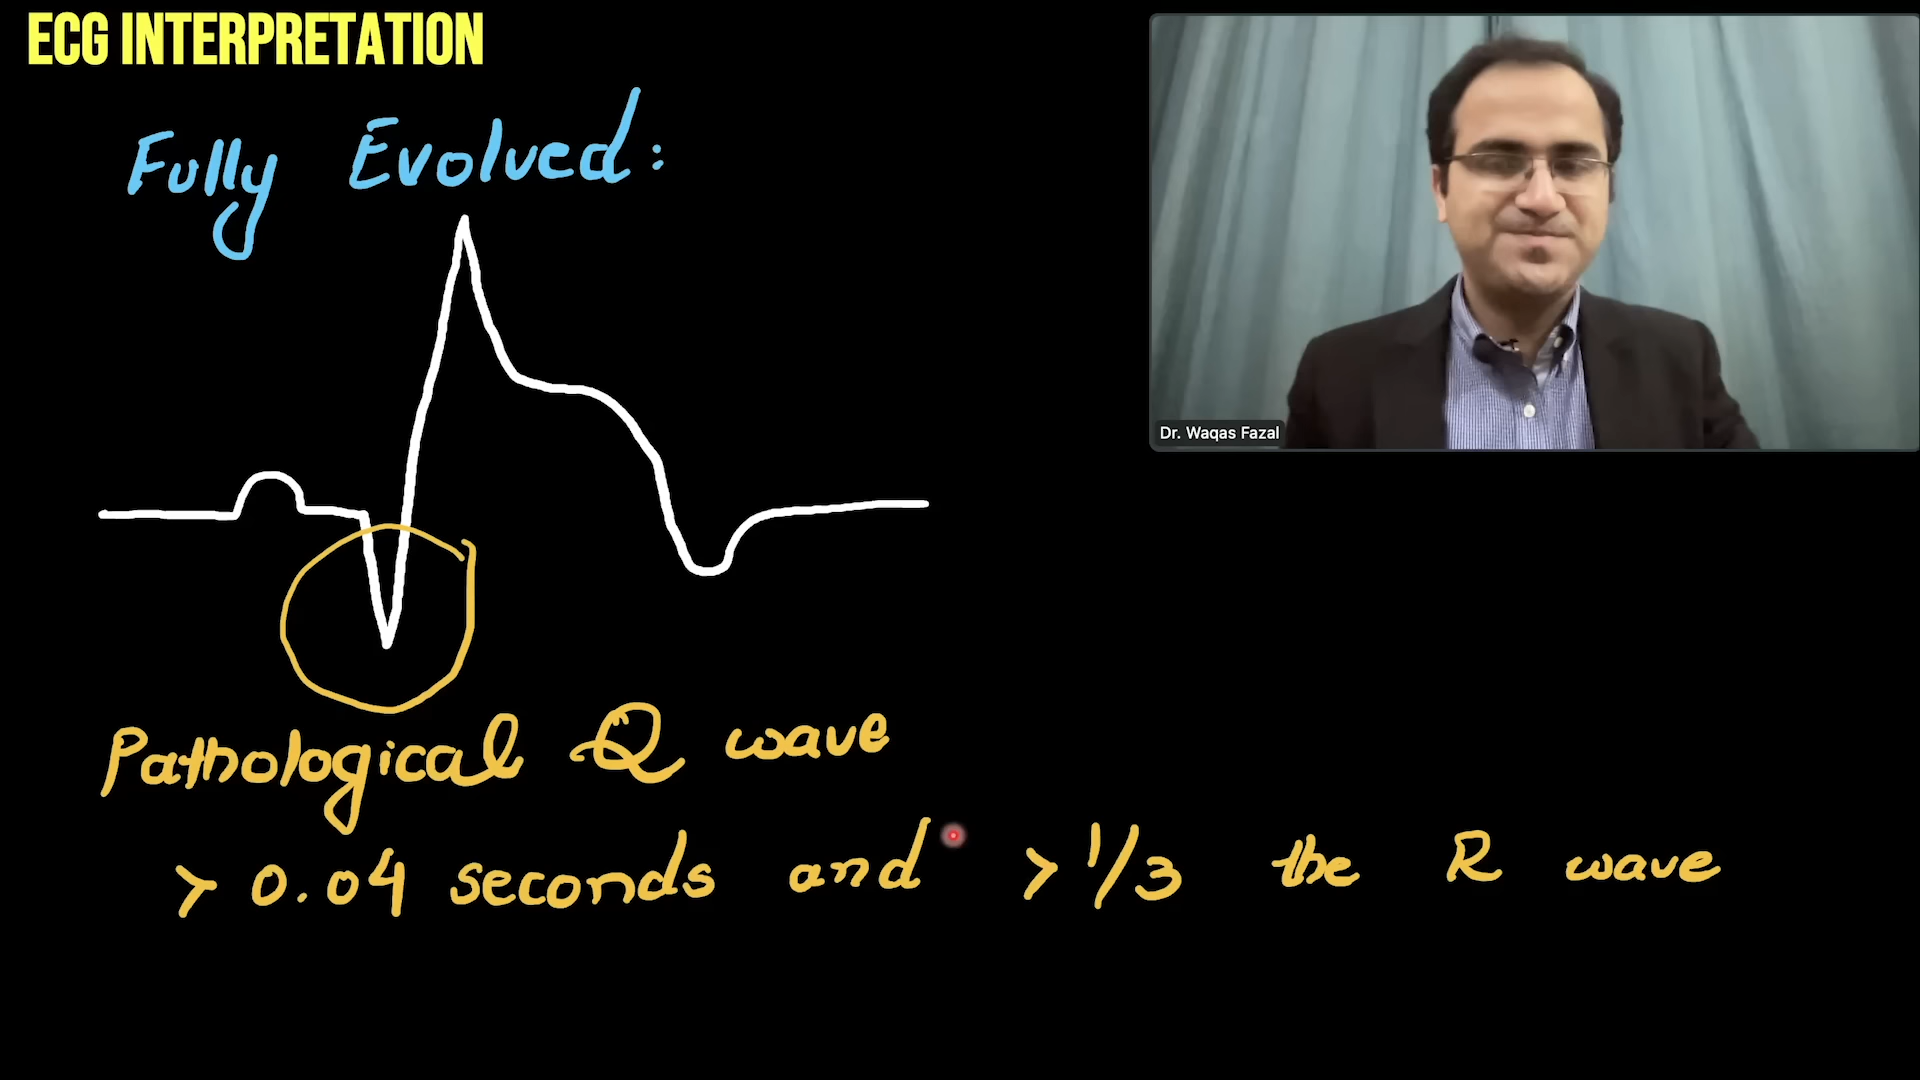 ECG INTERPRETATION
Fully Evolved:
Dr. Waqas Fazal
Pathological Q wave
> 0.04 seconds and > 1/3 the R wave